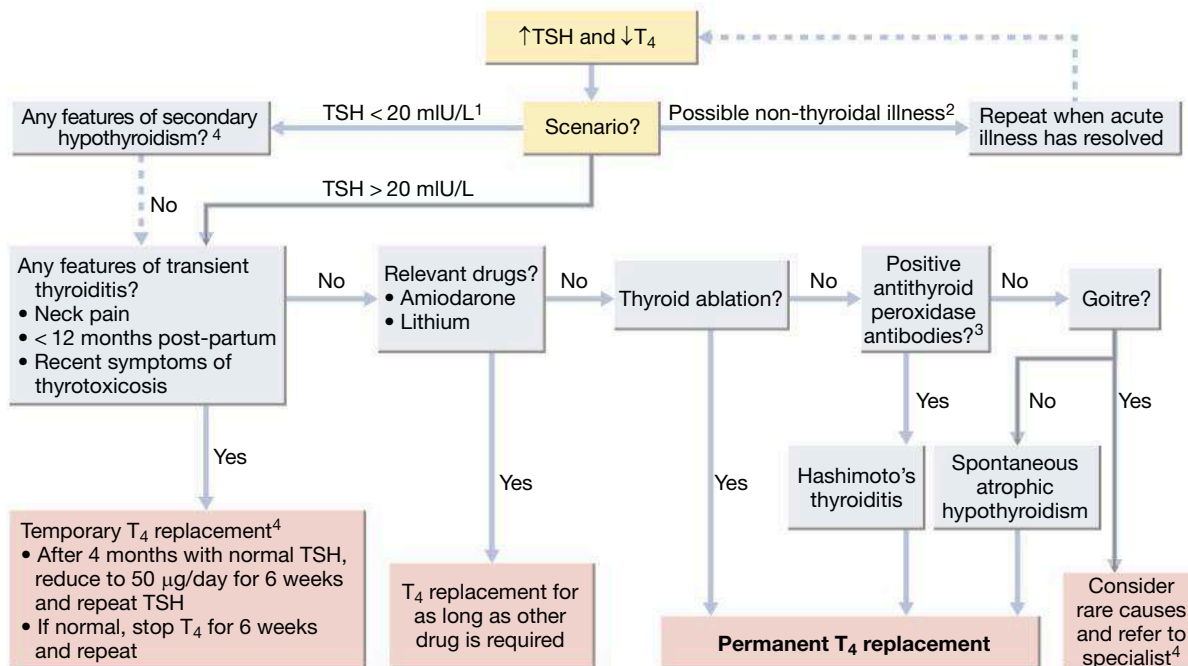 ↑TSH and ↓T₄
Scenario?
TSH < 20 mIU/L¹
Any features of secondary
hypothyroidism? ⁴
Possible non-thyroidal illness²
Repeat when acute
illness has resolved
No
TSH > 20 mIU/L
Any features of transient
thyroiditis?
• Neck pain
• < 12 months post-partum
• Recent symptoms of
thyrotoxicosis
No
Relevant drugs?
• Amiodarone
• Lithium
No
Thyroid ablation?
No
Positive
antithyroid
peroxidase
antibodies?³
No
Goitre?
Yes
Yes
Yes
Yes
No
Yes
Hashimoto's
thyroiditis
Spontaneous
atrophic
hypothyroidism
Temporary T₄ replacement⁴
• After 4 months with normal TSH,
reduce to 50 μg/day for 6 weeks
and repeat TSH
• If normal, stop T₄ for 6 weeks
and repeat
T₄ replacement for
as long as other
drug is required
Permanent T₄ replacement
Consider
rare causes
and refer to
specialist⁴